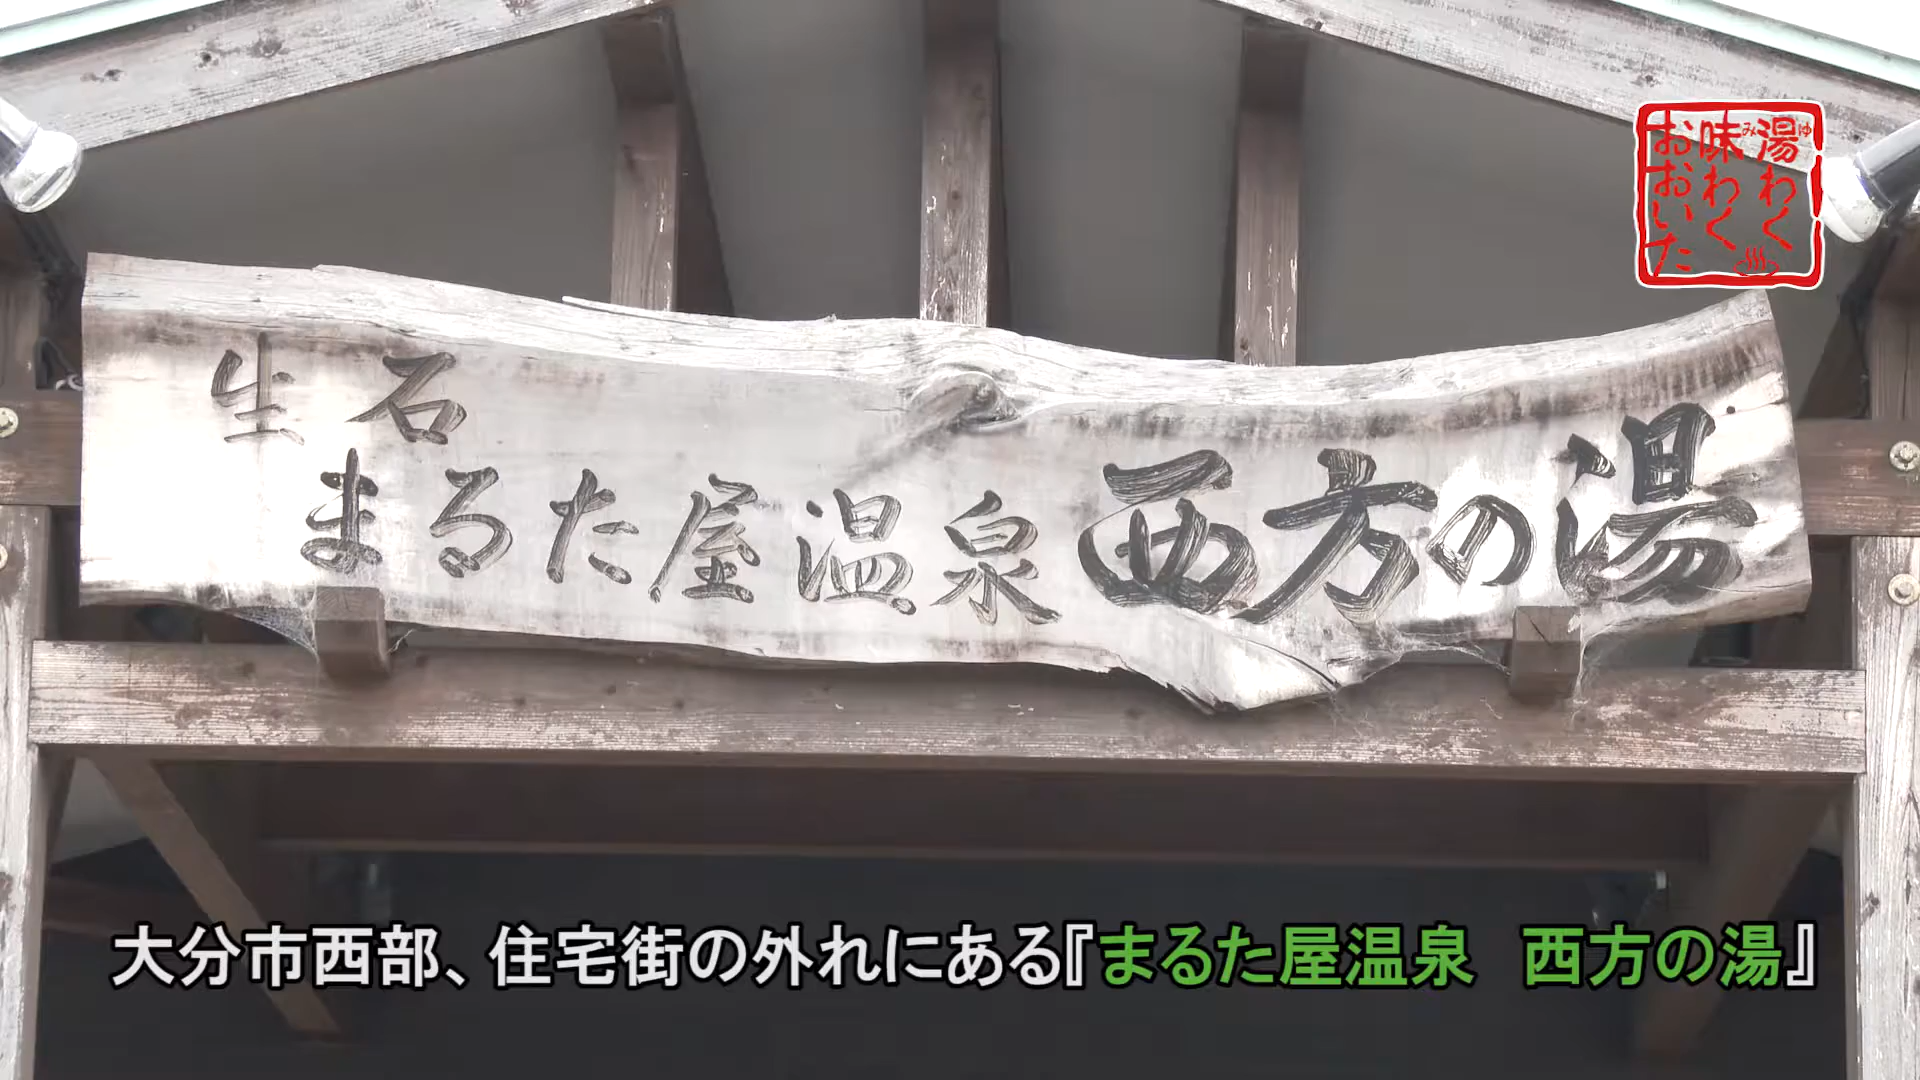 生石
まるた屋温泉 西方の湯
湯わく
味わく
おおいた
ゆ
み
大分市西部、住宅街の外れにある『まるた屋温泉　西方の湯』